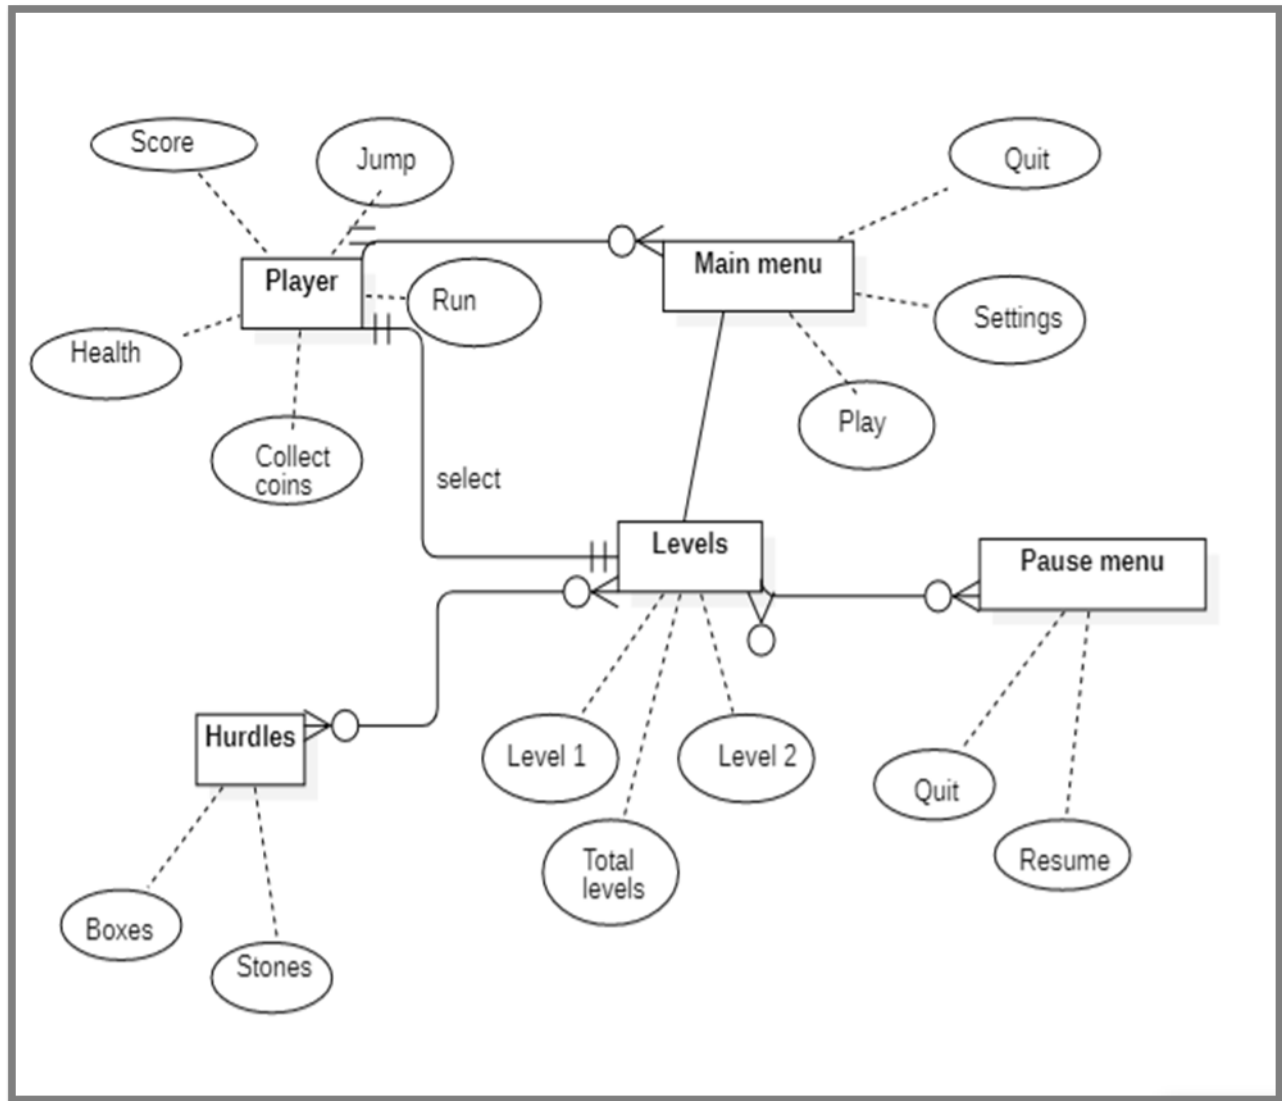 Score
Jump
Quit
Main menu
Player
Run
Settings
Health
Play
Collect
coins
select
Levels
Pause menu
Hurdles
Level 1
Level 2
Quit
Total
levels
Resume
Boxes
Stones